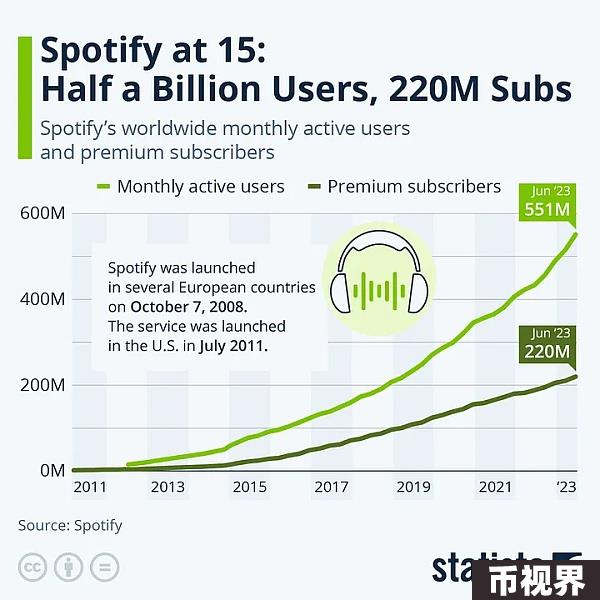 Spotify at 15:
Half a Billion Users, 220M Subs
Spotify's worldwide monthly active users
and premium subscribers
Monthly active users
Premium subscribers
Jun '23
551M
600M
Spotify was launched
in several European countries
on October 7, 2008.
The service was launched
in the U.S. in July 2011.
400M
Jun '23
220M
200M
0M
2011 2013 2015 2017 2019 2021 '23
Source: Spotify
cc
币视界